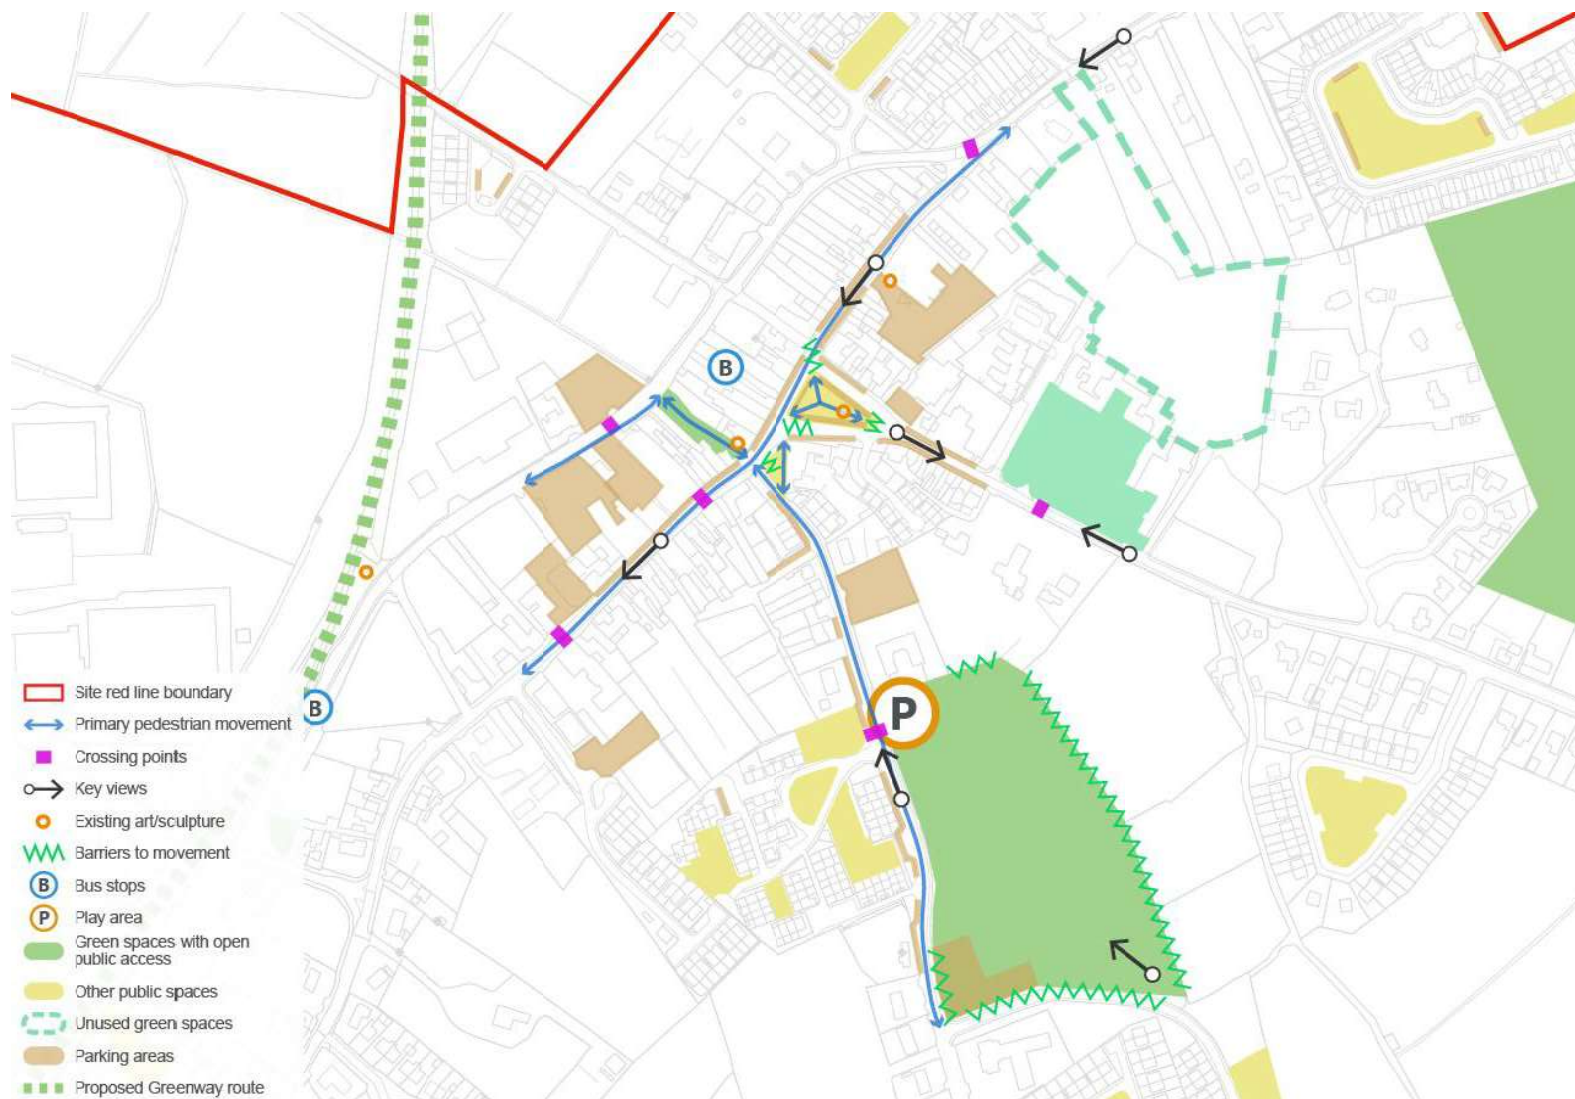 B
P
Site red line boundary
B
Primary pedestrian movement
Crossing points
Key views
Existing art/sculpture
Barriers to movement
B Bus stops
P Play area
Green spaces with open
public access
Other public spaces
Unused green spaces
Parking areas
Proposed Greenway route